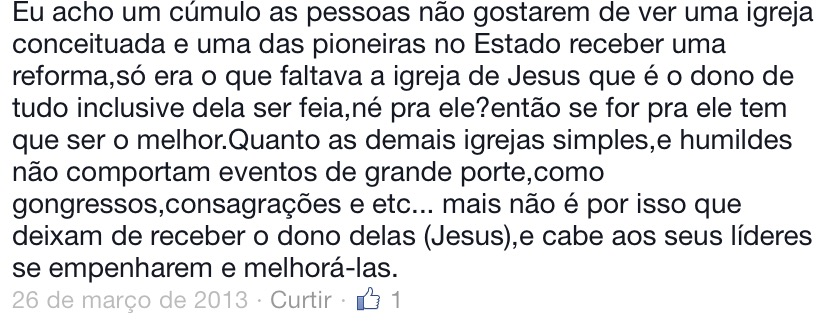 Eu acho um cúmulo as pessoas não gostarem de ver uma igreja
conceituada e uma das pioneiras no Estado receber uma
reforma,só era o que faltava a igreja de Jesus que é o dono de
tudo inclusive dela ser feia,né pra ele?então se for pra ele tem
que ser o melhor.Quanto as demais igrejas simples,e humildes
não comportam eventos de grande porte,como
gongressos,consagrações e etc... mais não é por isso que
deixam de receber o dono delas (Jesus),e cabe aos seus líderes
se empenharem e melhorá-las.
26 de março de 2013 · Curtir · 1